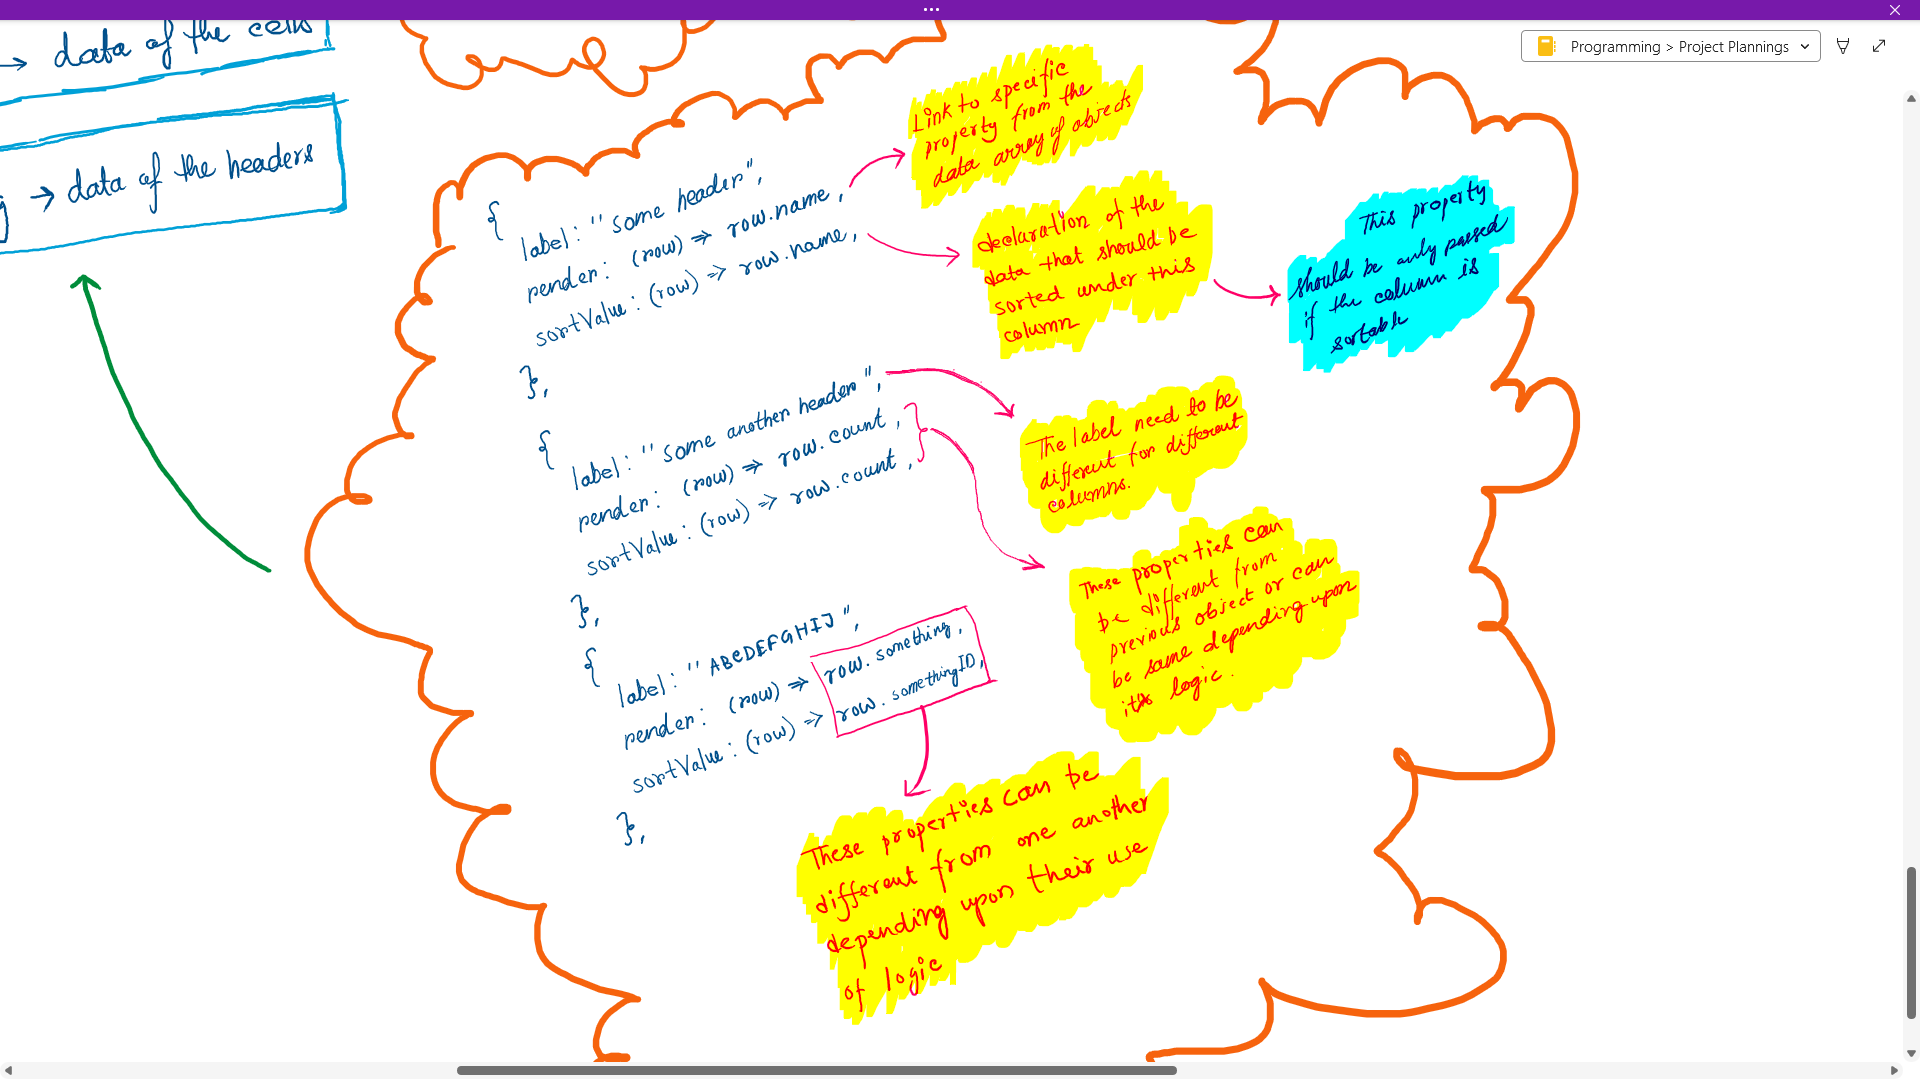 Programming > Project Plannings
→ data of the cells
→ data of the headers
{
label: "some header",
render: (row) => row.name,
sortValue: (row) => row.name,
},
{
label: "some another header",
render: (row) => row.count,
sortValue: (row) => row.count,
},
{
label: "ABCDEFGHIJ",
render: (row) => row.something,
sortValue: (row) => row.somethingID,
},
Link to specific
property from the
data array of objects
declaration of the
data that should be
sorted under this
column
This property
should be only passed
if the column is
sortable
The label need to be
different for different
columns.
These properties can
be different from
previous object or can
be same depending upon
its logic.
These properties can be
different from one another
depending upon their use
of logic